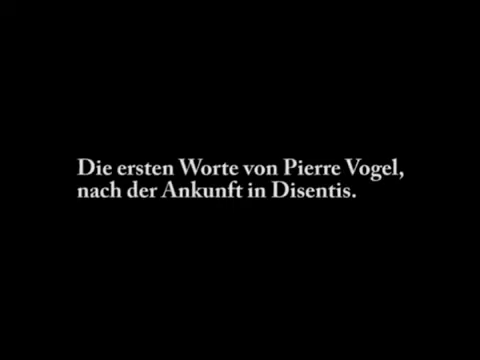 Die ersten Worte von Pierre Vogel,
nach der Ankunft in Disentis.